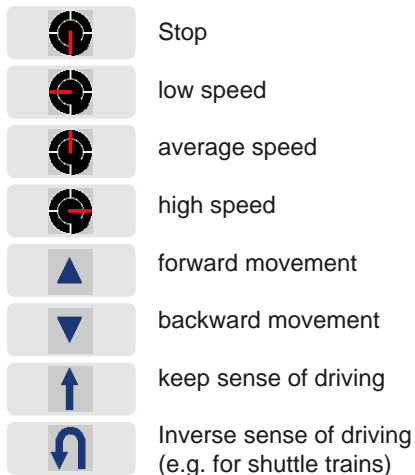 Stop
low speed
average speed
high speed
forward movement
backward movement
keep sense of driving
Inverse sense of driving
(e.g. for shuttle trains)